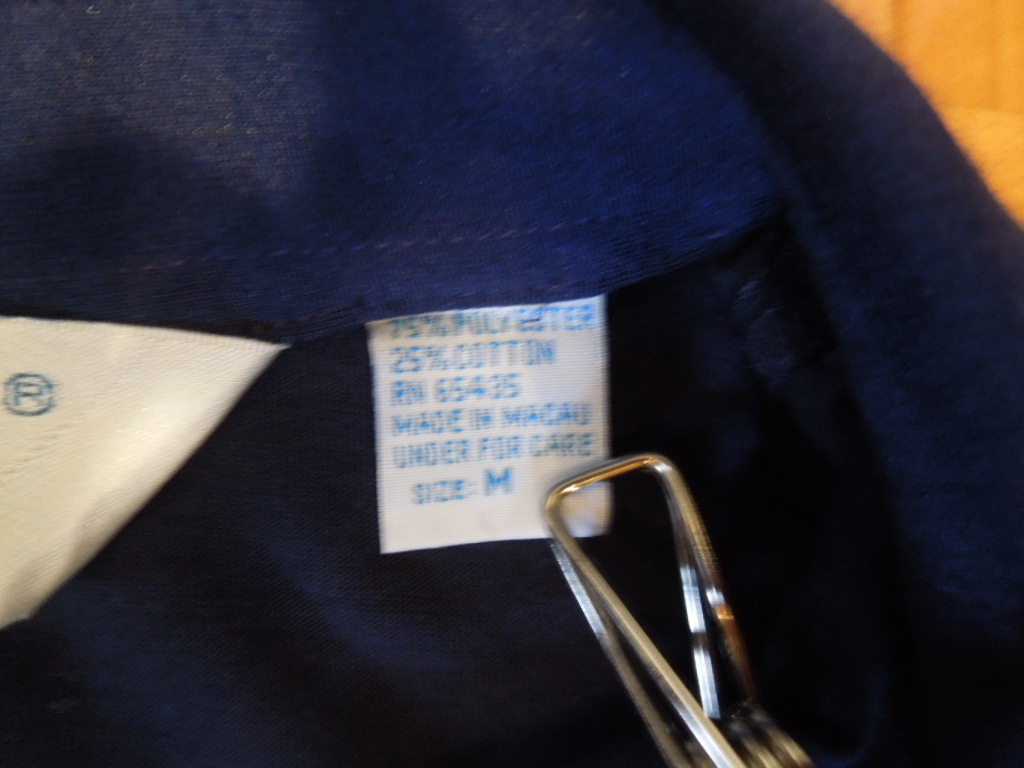 ®
75% POLYESTER
25% COTTON
RN 65435
MADE IN MACAU
UNDER FOR CARE
SIZE: M